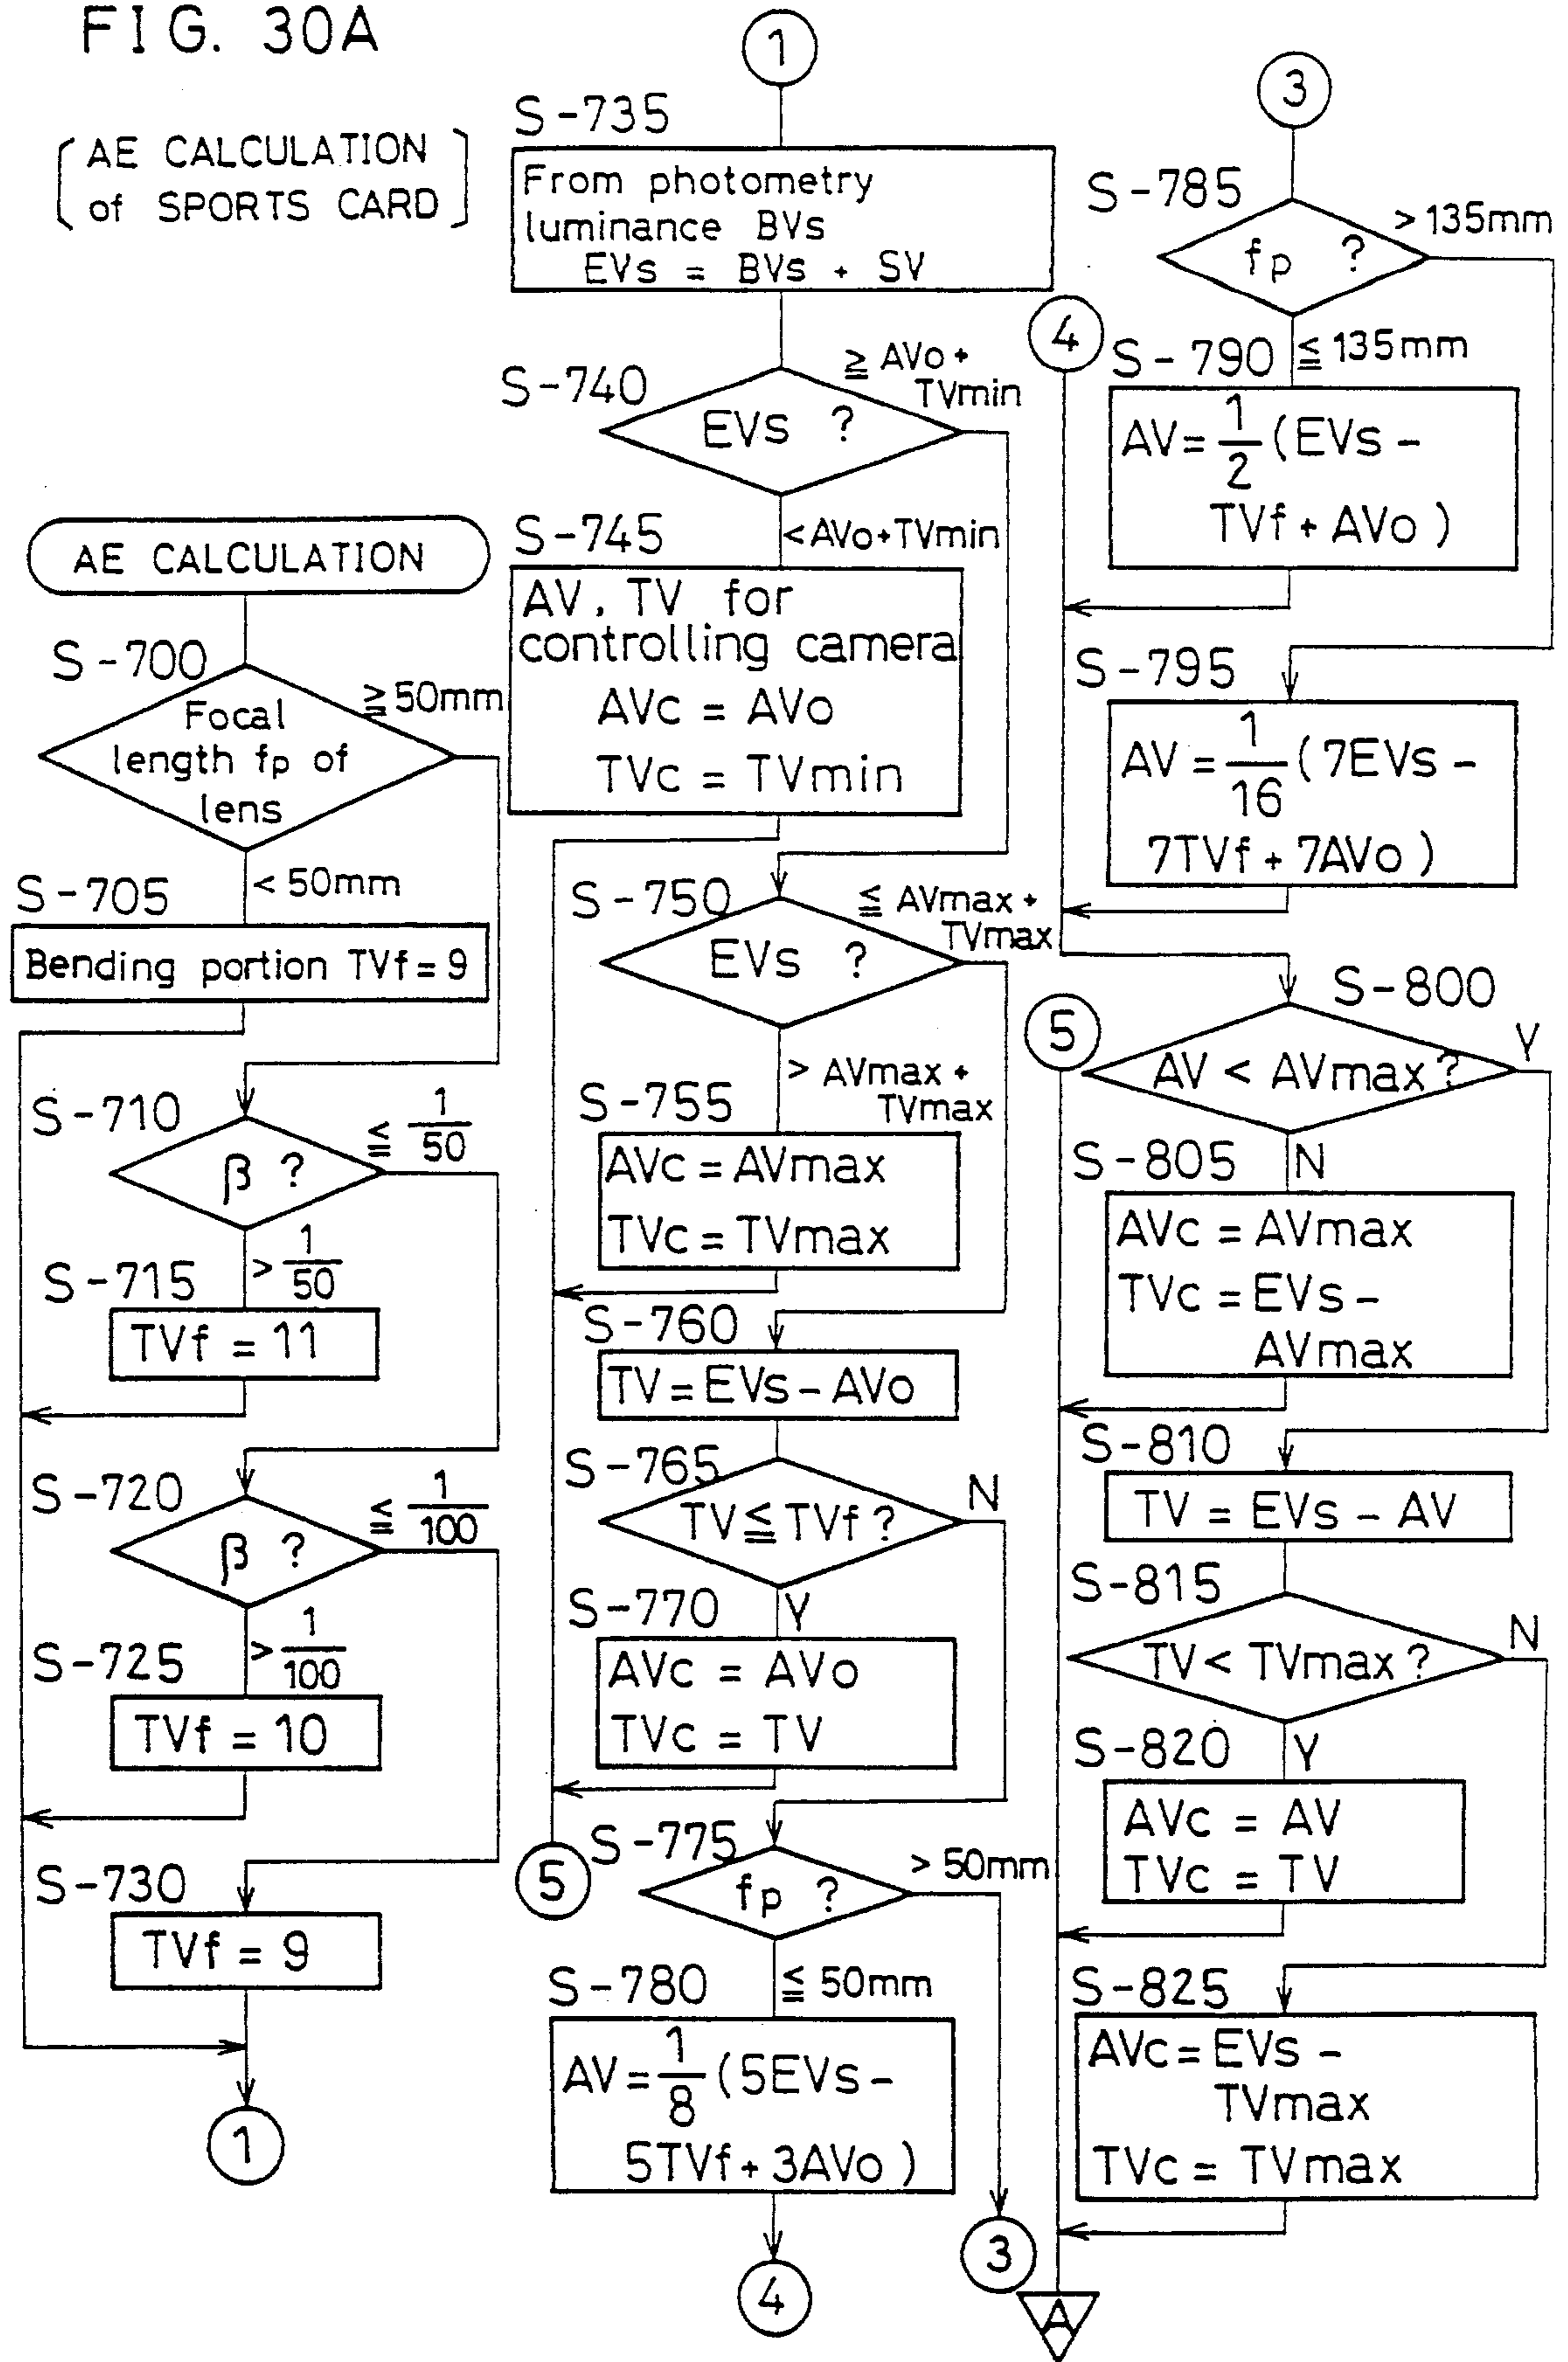 FIG. 30A
AE CALCULATION
of SPORTS CARD
AE CALCULATION
S-700
≧50mm
Focal
length fp of
lens
< 50mm
S-705
Bending portion TVf=9
S-710
β ?
≦ 1/50
> 1/50
S-715
TVf = 11
S-720
β ?
≦ 1/100
> 1/100
S-725
TVf = 10
S-730
TVf = 9
1
1
S-735
From photometry
luminance BVs
EVs = BVs + SV
S-740
≧ AVo+
TVmin
EVs ?
<AVo+TVmin
S-745
AV, TV for
controlling camera
AVc = AVo
TVc = TVmin
S-750
≦ AVmax+
TVmax
EVs ?
> AVmax+
TVmax
S-755
AVc = AVmax
TVc = TVmax
S-760
TV=EVs-AVo
S-765
TV≦TVf?
N
Y
S-770
AVc = AVo
TVc = TV
5
S-775
fp ?
> 50mm
≦ 50mm
S-780
AV=1/8(5EVs-
5TVf+3AVo)
4
3
3
S-785
> 135mm
fp ?
4
≦ 135mm
S-790
AV=1/2(EVs-
TVf+AVo)
S-795
AV=1/16(7EVs-
7TVf+7AVo)
S-800
5
AV < AVmax?
Y
N
S-805
AVc = AVmax
TVc = EVs-
AVmax
S-810
TV = EVs - AV
S-815
TV< TVmax?
N
Y
S-820
AVc = AV
TVc = TV
S-825
AVc=EVs-
TVmax
TVc = TVmax
A